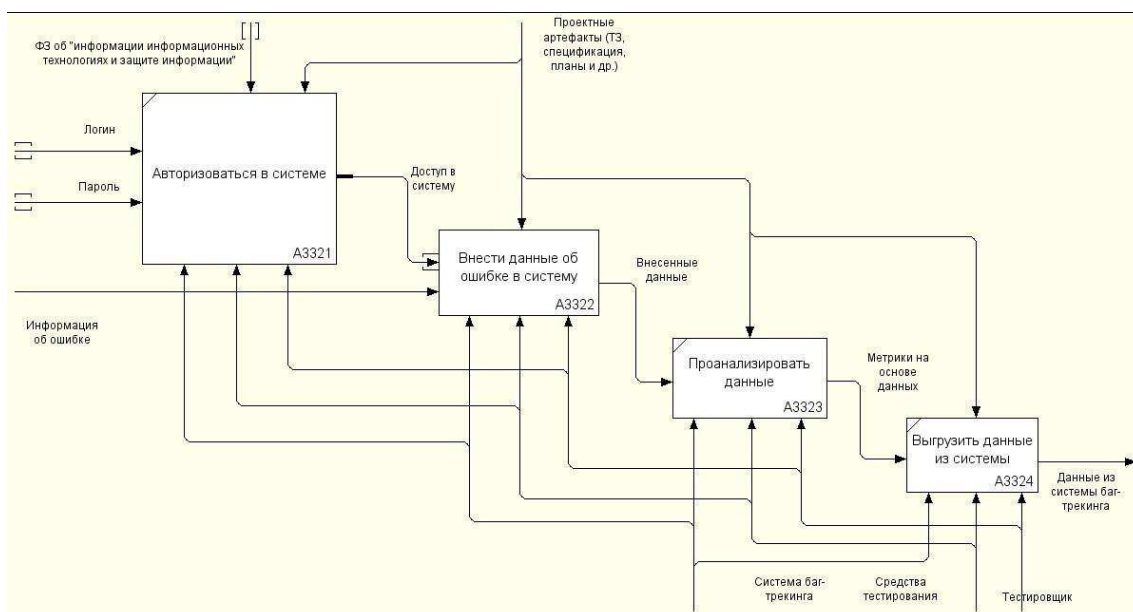 ФЗ об "информации информационных
технологиях и защите информации"
Проектные
артефакты (ТЗ,
спецификация,
планы и др.)
Логин
Пароль
Авторизоваться в системе
A3321
Доступ в
систему
Внести данные об
ошибке в систему
A3322
Информация
об ошибке
Внесенные
данные
Проанализировать
данные
A3323
Метрики на
основе
данных
Выгрузить данные
из системы
A3324
Данные из
системы баг-
трекинга
Система баг-
трекинга
Средства
тестирования
Тестировщик